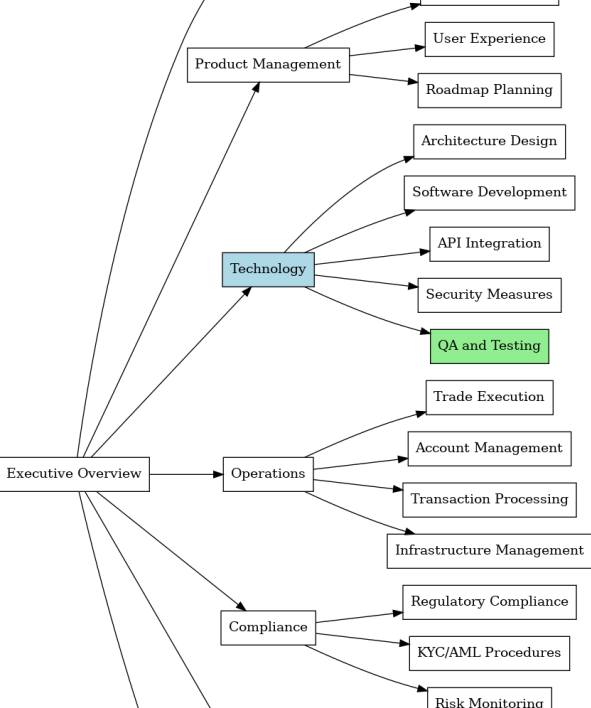 User Experience
Product Management
Roadmap Planning
Architecture Design
Software Development
API Integration
Technology
Security Measures
QA and Testing
Trade Execution
Account Management
Executive Overview
Operations
Transaction Processing
Infrastructure Management
Regulatory Compliance
Compliance
KYC/AML Procedures
Risk Monitoring